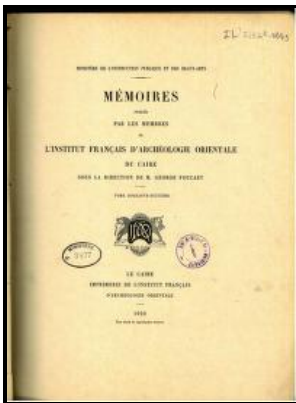 MINISTÈRE DE L'INSTRUCTION PUBLIQUE ET DES BEAUX-ARTS
MÉMOIRES
PUBLIÉS
PAR LES MEMBRES
DE
L'INSTITUT FRANÇAIS D'ARCHÉOLOGIE ORIENTALE
DU CAIRE
SOUS LA DIRECTION DE M. GEORGE FOUCART
TOME
LE CAIRE
IMPRIMERIE DE L'INSTITUT FRANÇAIS
D'ARCHÉOLOGIE ORIENTALE